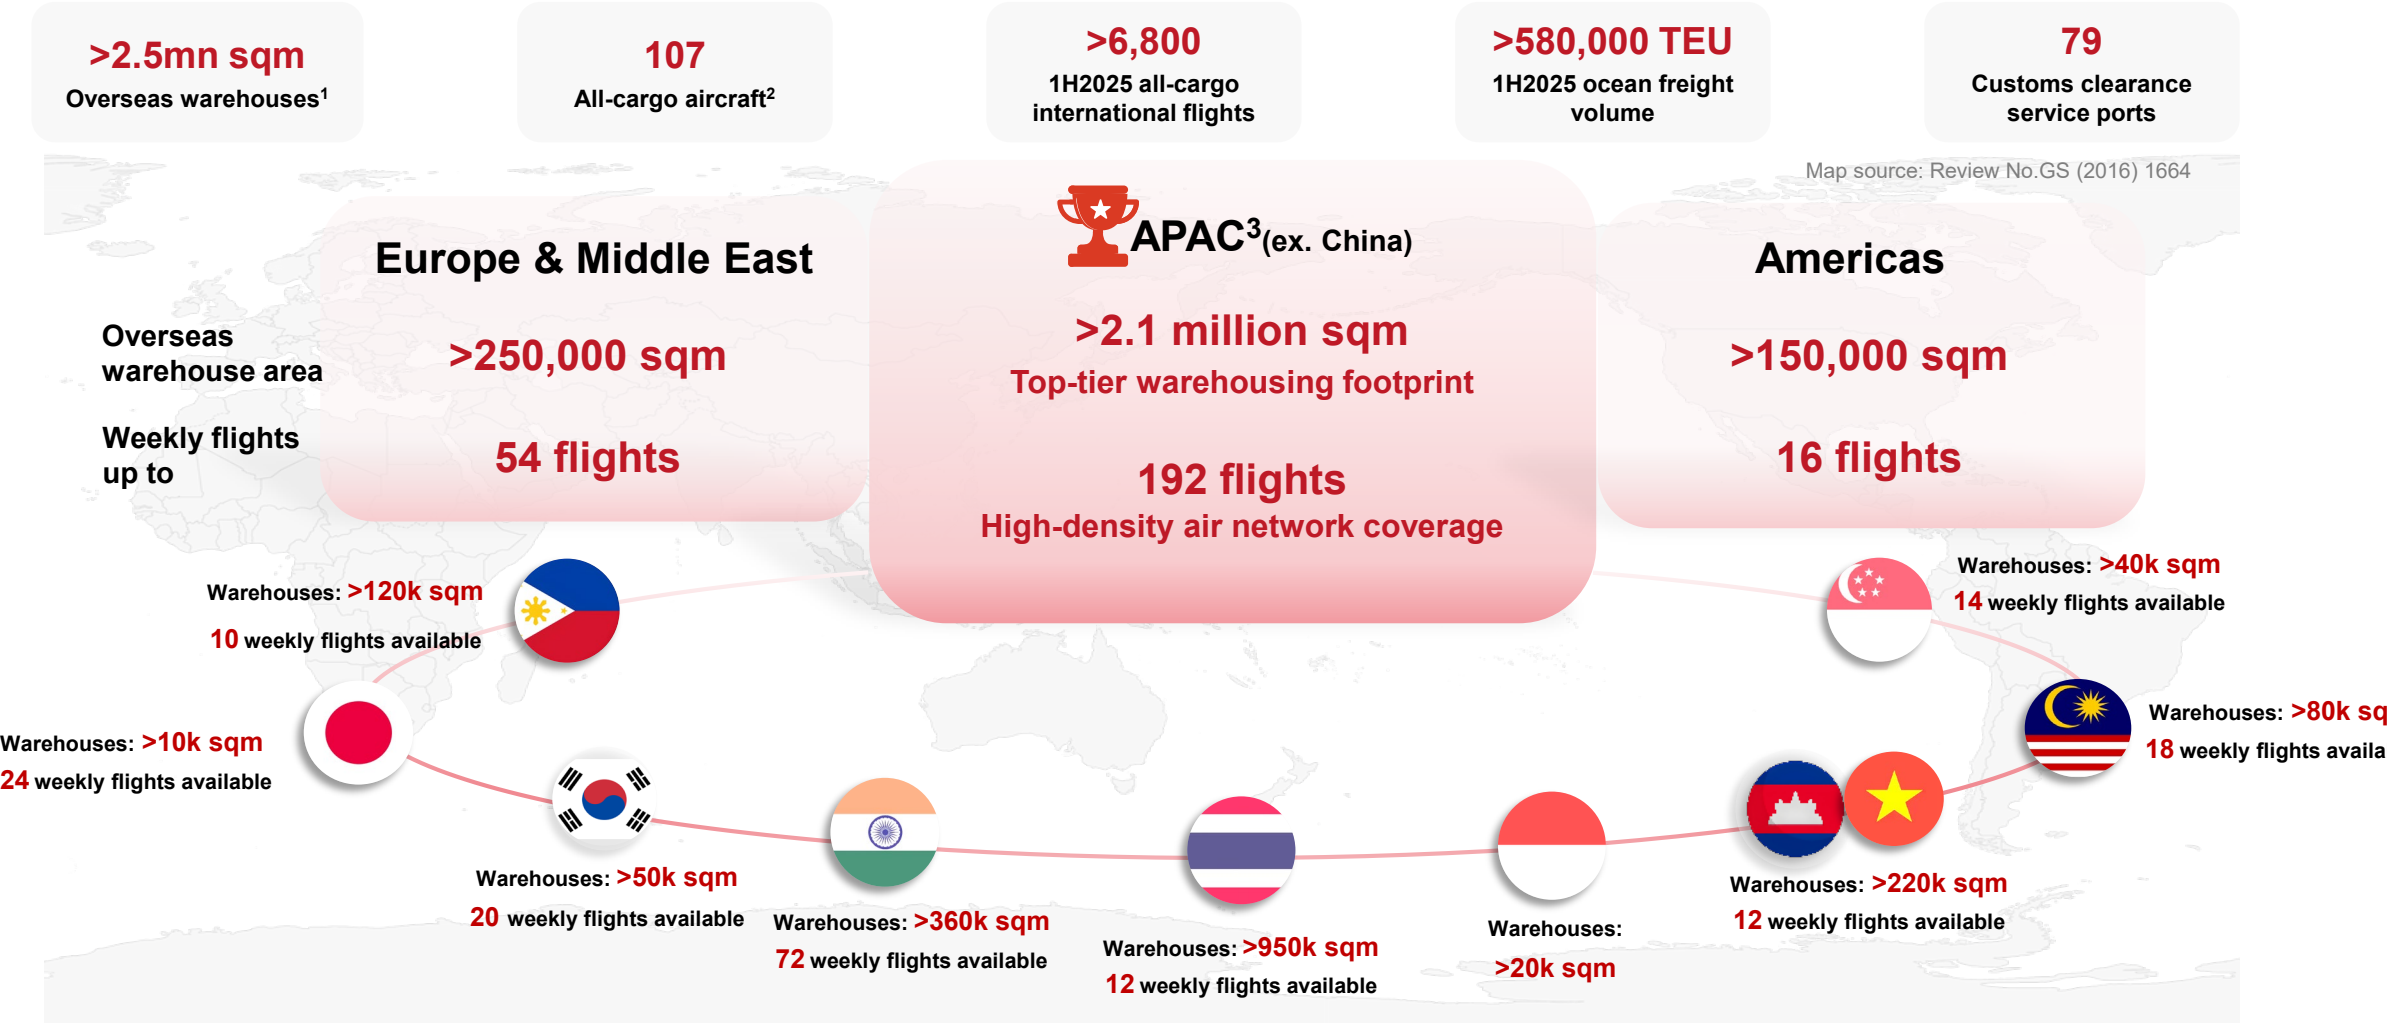 >2.5mn sqm
Overseas warehouses1
107
All-cargo aircraft2
>6,800
1H2025 all-cargo
international flights
>580,000 TEU
1H2025 ocean freight
volume
79
Customs clearance
service ports
Map source: Review No.GS (2016) 1664
Europe & Middle East
APAC3(ex. China)
Americas
Overseas
warehouse area
>250,000 sqm
>2.1 million sqm
Top-tier warehousing footprint
>150,000 sqm
Weekly flights
up to
54 flights
192 flights
High-density air network coverage
16 flights
Warehouses: >120k sqm
10 weekly flights available
Warehouses: >40k sqm
14 weekly flights available
Warehouses: >10k sqm
24 weekly flights available
Warehouses: >80k sq
18 weekly flights availa
Warehouses: >50k sqm
20 weekly flights available
Warehouses: >360k sqm
72 weekly flights available
Warehouses: >950k sqm
12 weekly flights available
Warehouses:
>20k sqm
Warehouses: >220k sqm
12 weekly flights available